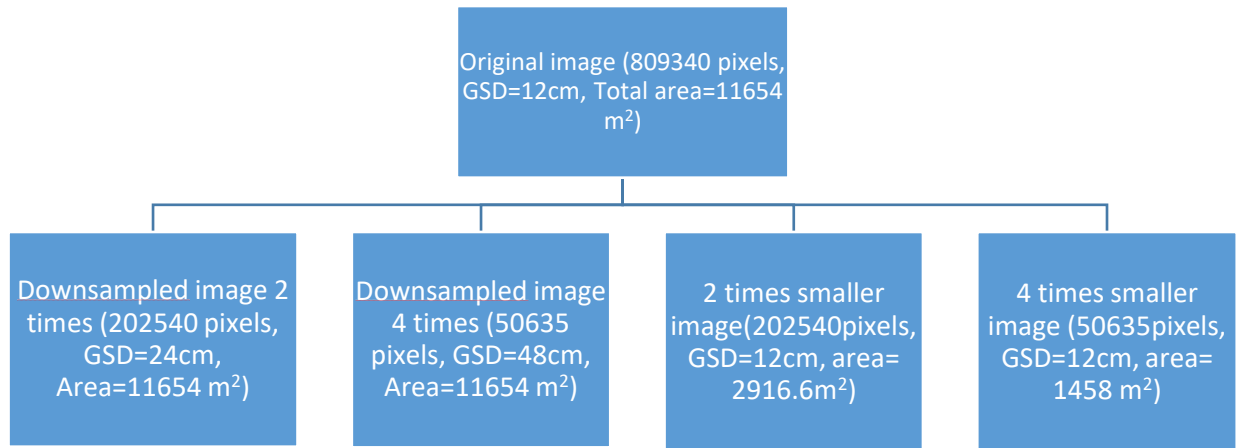 Original image (809340 pixels,
GSD=12cm, Total area=11654
m²)
Downsampled image 2
times (202540 pixels,
GSD=24cm,
Area=11654 m²)
Downsampled image
4 times (50635
pixels, GSD=48cm,
Area=11654 m²)
2 times smaller
image(202540pixels,
GSD=12cm, area=
2916.6m²)
4 times smaller
image (50635pixels,
GSD=12cm, area=
1458 m²)